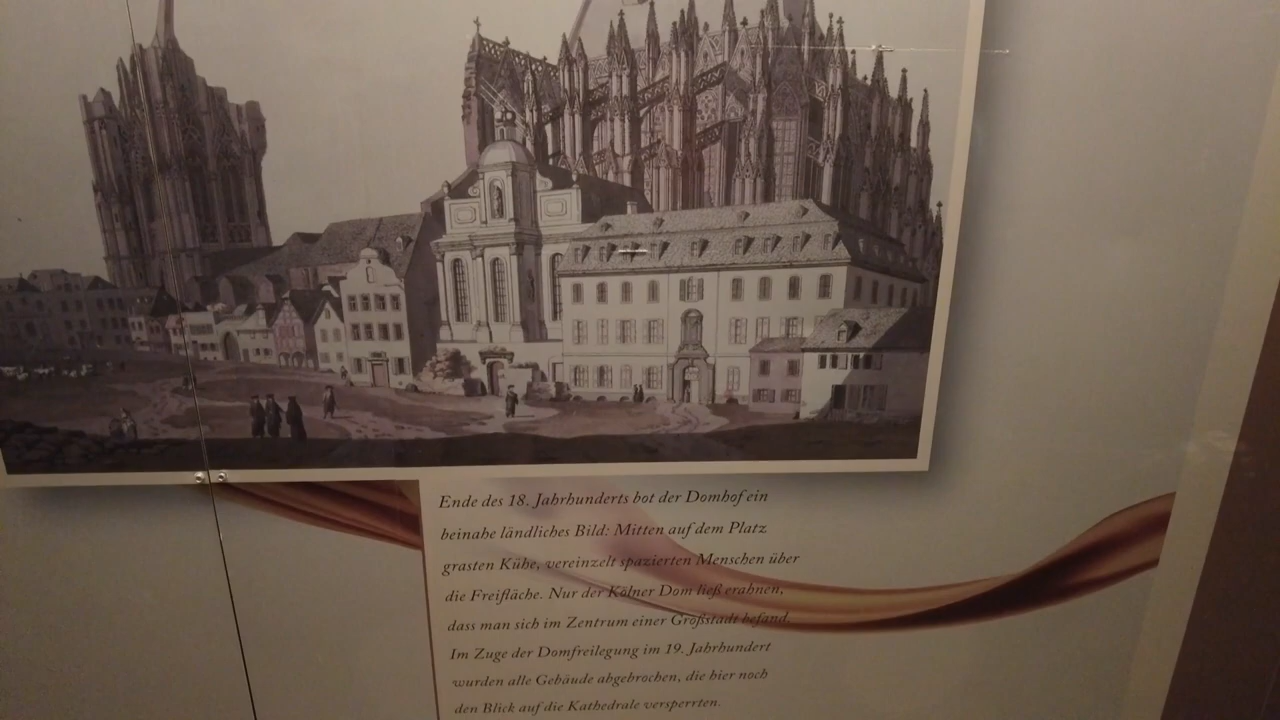 Ende des 18. Jahrhunderts bot der Domhof ein
beinahe ländliches Bild: Mitten auf dem Platz
grasten Kühe, vereinzelt spazierten Menschen über
die Freifläche. Nur der Kölner Dom ließ erahnen,
dass man sich im Zentrum einer Großstadt befand.
Im Zuge der Domfreilegung im 19. Jahrhundert
wurden alle Gebäude abgebrochen, die hier noch
den Blick auf die Kathedrale versperrten.